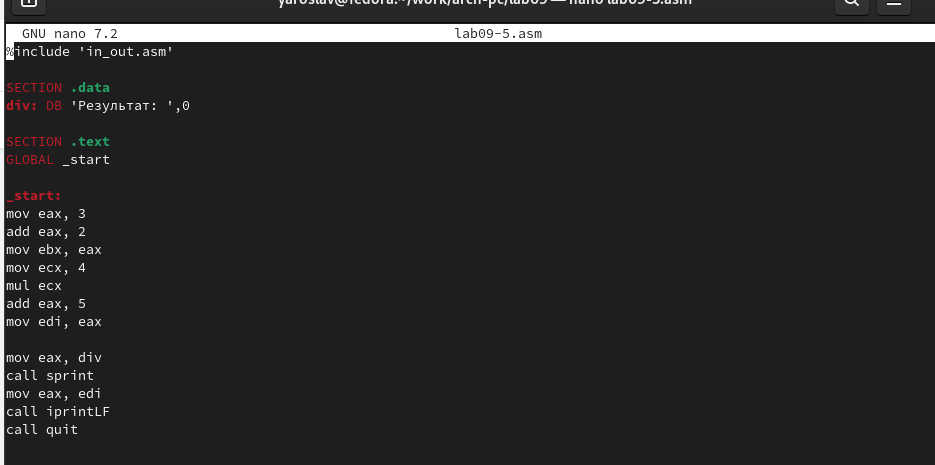 yaroslav@fedora:~/work/arch-pc/lab09 — nano lab09-5.asm
GNU nano 7.2 lab09-5.asm
%include 'in_out.asm'
SECTION .data
div: DB 'Результат: ',0
SECTION .text
GLOBAL _start
_start:
mov eax, 3
add eax, 2
mov ebx, eax
mov ecx, 4
mul ecx
add eax, 5
mov edi, eax
mov eax, div
call sprint
mov eax, edi
call iprintLF
call quit